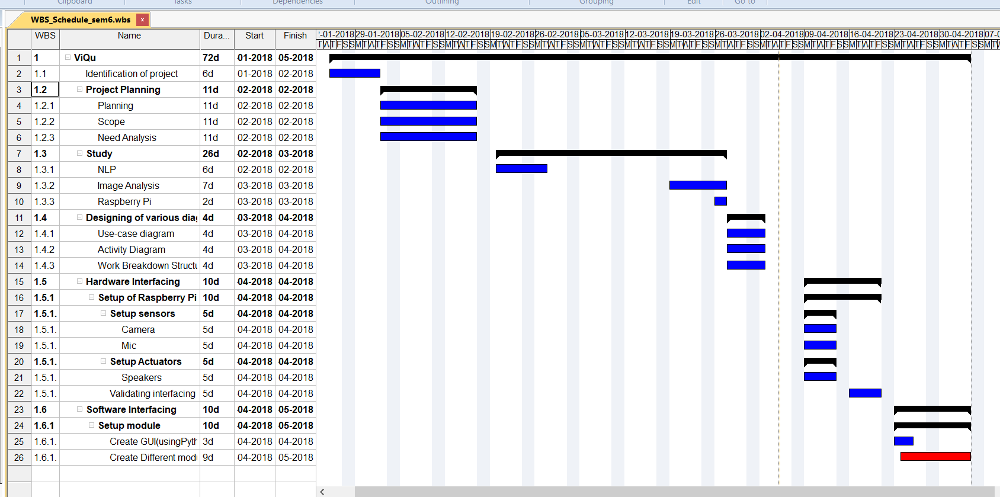 Clipboard Tasks Dependencies Outlining Grouping Edit Go To
WBS_Schedule_sem6.wbs x
WBS Name Dura... Start Finish
-01-2018 29-01-2018 05-02-2018 12-02-2018 19-02-2018 26-02-2018 05-03-2018 12-03-2018 19-03-2018 26-03-2018 02-04-2018 09-04-2018 16-04-2018 23-04-2018 30-04-2018 07-0
T W T F S S M T W T F S S M T W T F S S M T W T F S S M T W T F S S M T W T F S S M T W T F S S M T W T F S S M T W T F S S M T W T F S S M T W T F S S M T W T F S S M T W T F S S M T W T F S S M T W T F S S M T W
1 1 ViQu 72d 01-2018 05-2018
2 1.1 Identification of project 6d 01-2018 02-2018
3 1.2 Project Planning 11d 02-2018 02-2018
4 1.2.1 Planning 11d 02-2018 02-2018
5 1.2.2 Scope 11d 02-2018 02-2018
6 1.2.3 Need Analysis 11d 02-2018 02-2018
7 1.3 Study 26d 02-2018 03-2018
8 1.3.1 NLP 6d 02-2018 02-2018
9 1.3.2 Image Analysis 7d 03-2018 03-2018
10 1.3.3 Raspberry Pi 2d 03-2018 03-2018
11 1.4 Designing of various dia 4d 03-2018 04-2018
12 1.4.1 Use-case diagram 4d 03-2018 04-2018
13 1.4.2 Activity Diagram 4d 03-2018 04-2018
14 1.4.3 Work Breakdown Struct 4d 03-2018 04-2018
15 1.5 Hardware Interfacing 10d 04-2018 04-2018
16 1.5.1 Setup of Raspberry Pi 10d 04-2018 04-2018
17 1.5.1. Setup sensors 5d 04-2018 04-2018
18 1.5.1. Camera 5d 04-2018 04-2018
19 1.5.1. Mic 5d 04-2018 04-2018
20 1.5.1. Setup Actuators 5d 04-2018 04-2018
21 1.5.1. Speakers 5d 04-2018 04-2018
22 1.5.1. Validating interfacing 5d 04-2018 04-2018
23 1.6 Software Interfacing 10d 04-2018 05-2018
24 1.6.1 Setup module 10d 04-2018 05-2018
25 1.6.1. Create GUI(usingPyth 3d 04-2018 04-2018
26 1.6.1. Create Different mod 9d 04-2018 05-2018